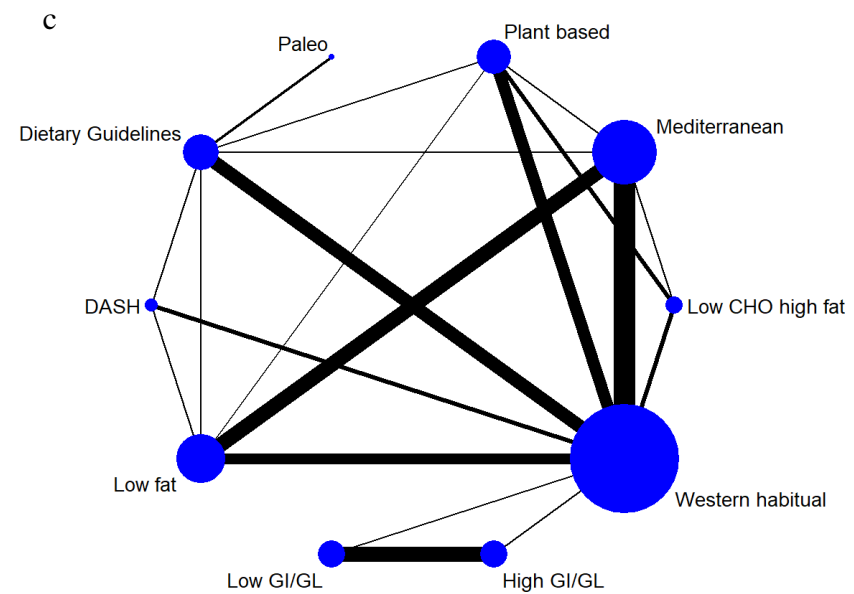 c
Plant based
Paleo
Mediterranean
Dietary Guidelines
DASH
Low CHO high fat
Low fat
Western habitual
Low GI/GL
High GI/GL